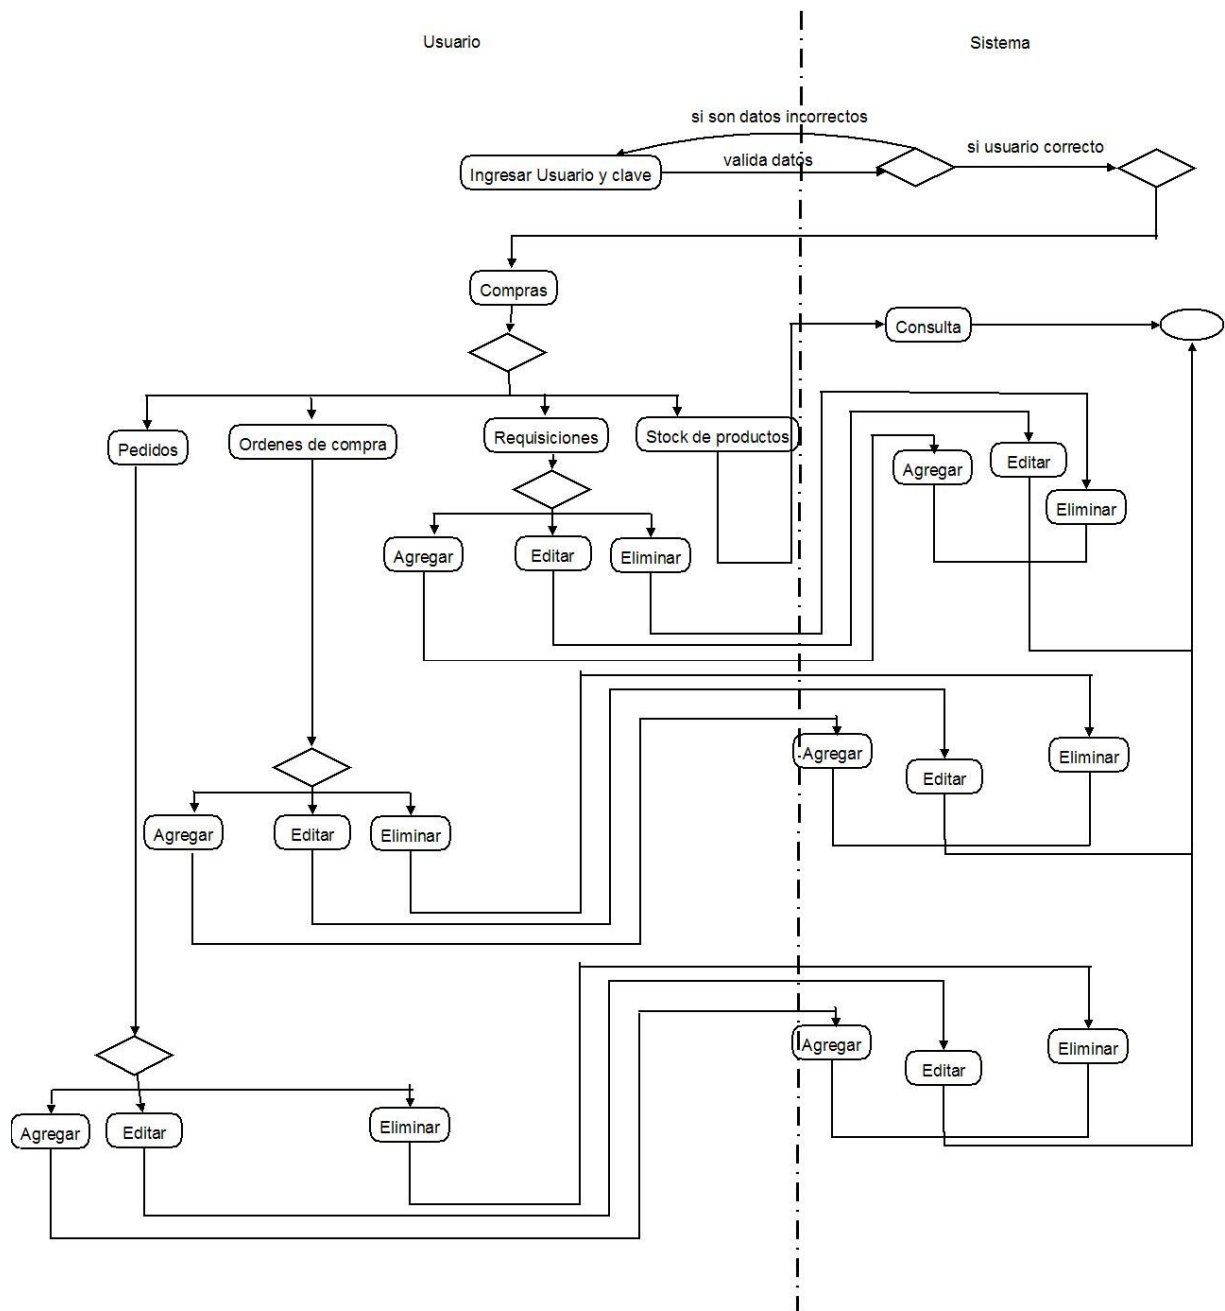 Usuario
Sistema
si son datos incorrectos
si usuario correcto
valida datos
Ingresar Usuario y clave
Compras
Consulta
Pedidos
Ordenes de compra
Requisiciones
Stock de productos
Agregar
Editar
Eliminar
Agregar
Editar
Eliminar
Agregar
Editar
Eliminar
Agregar
Editar
Eliminar
Agregar
Editar
Eliminar
Agregar
Editar
Eliminar